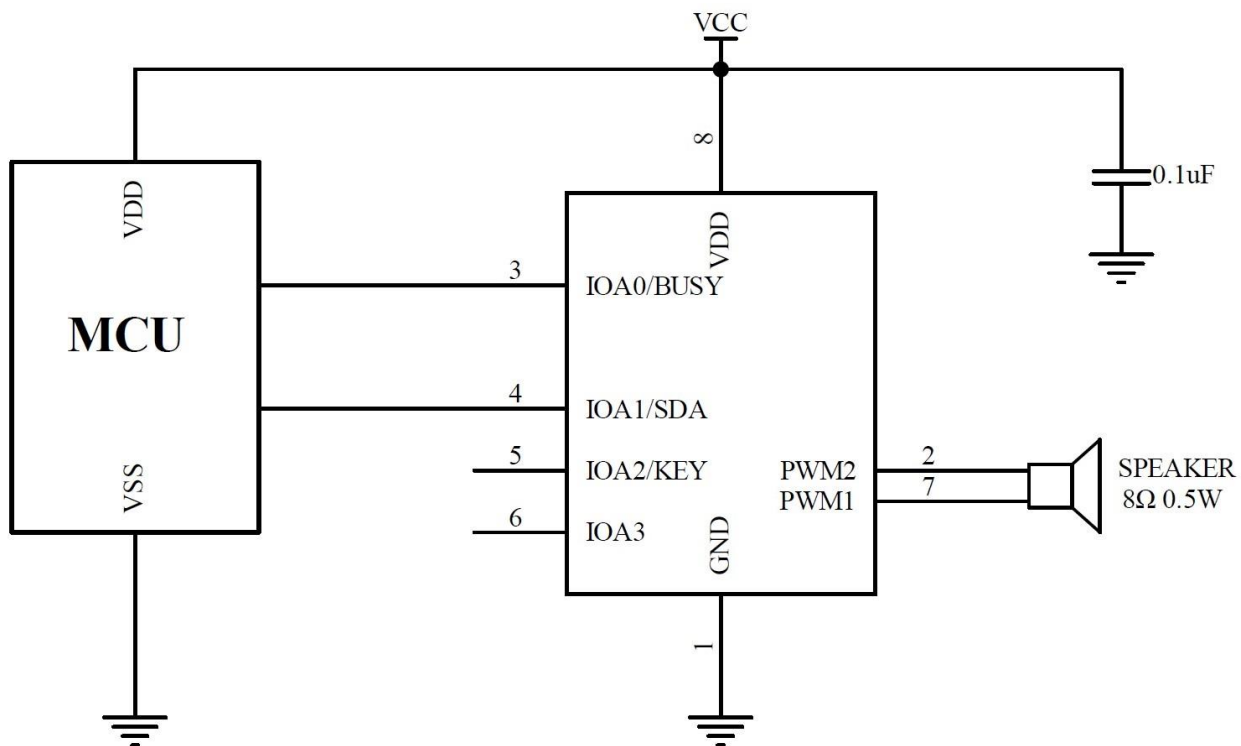 VCC
8
VDD
VDD
0.1uF
3
IOA0/BUSY
MCU
4
IOA1/SDA
5
IOA2/KEY
PWM2
2
SPEAKER
7
PWM1
8Ω 0.5W
VSS
6
IOA3
GND
1